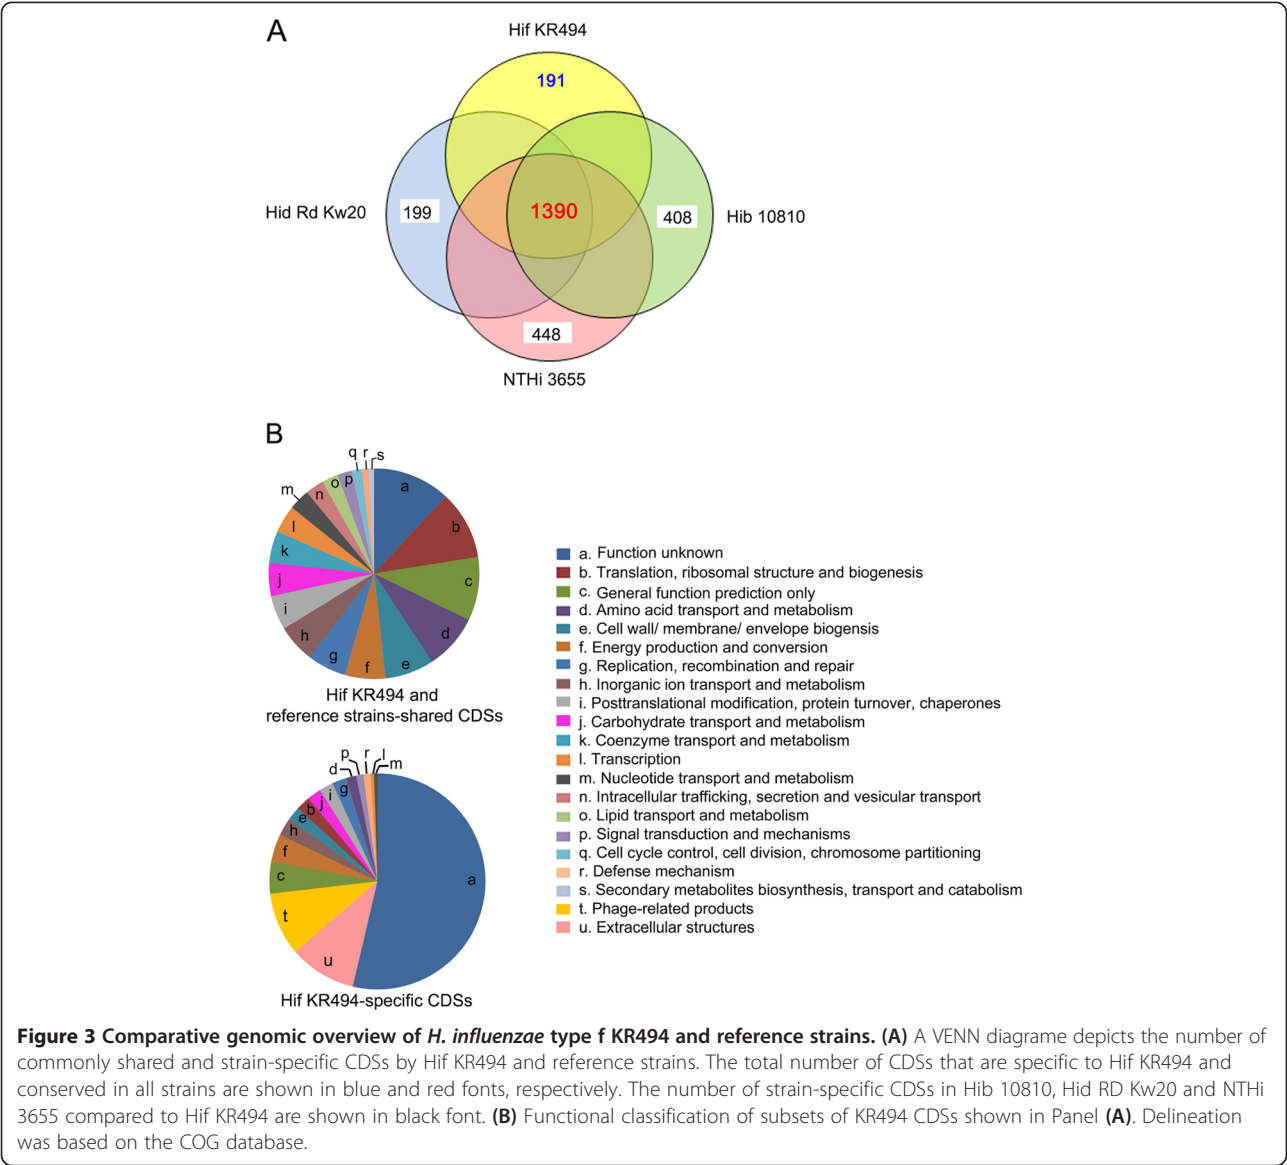 A
Hif KR494
191
Hid Rd Kw20
199
1390
408
Hib 10810
448
NTHi 3655
B
q r s
p
o
n
m
l
k
j
i
h
g
f
e
d
c
b
a
Hif KR494 and
reference strains-shared CDSs
p r l
d m
g
i
j
b
e
h
f
c
t
u
a
Hif KR494-specific CDSs
a. Function unknown
b. Translation, ribosomal structure and biogenesis
c. General function prediction only
d. Amino acid transport and metabolism
e. Cell wall/ membrane/ envelope biogensis
f. Energy production and conversion
g. Replication, recombination and repair
h. Inorganic ion transport and metabolism
i. Posttranslational modification, protein turnover, chaperones
j. Carbohydrate transport and metabolism
k. Coenzyme transport and metabolism
l. Transcription
m. Nucleotide transport and metabolism
n. Intracellular trafficking, secretion and vesicular transport
o. Lipid transport and metabolism
p. Signal transduction and mechanisms
q. Cell cycle control, cell division, chromosome partitioning
r. Defense mechanism
s. Secondary metabolites biosynthesis, transport and catabolism
t. Phage-related products
u. Extracellular structures
Figure 3 Comparative genomic overview of H. influenzae type f KR494 and reference strains. (A) A VENN diagrame depicts the number of
commonly shared and strain-specific CDSs by Hif KR494 and reference strains. The total number of CDSs that are specific to Hif KR494 and
conserved in all strains are shown in blue and red fonts, respectively. The number of strain-specific CDSs in Hib 10810, Hid RD Kw20 and NTHi
3655 compared to Hif KR494 are shown in black font. (B) Functional classification of subsets of KR494 CDSs shown in Panel (A). Delineation
was based on the COG database.